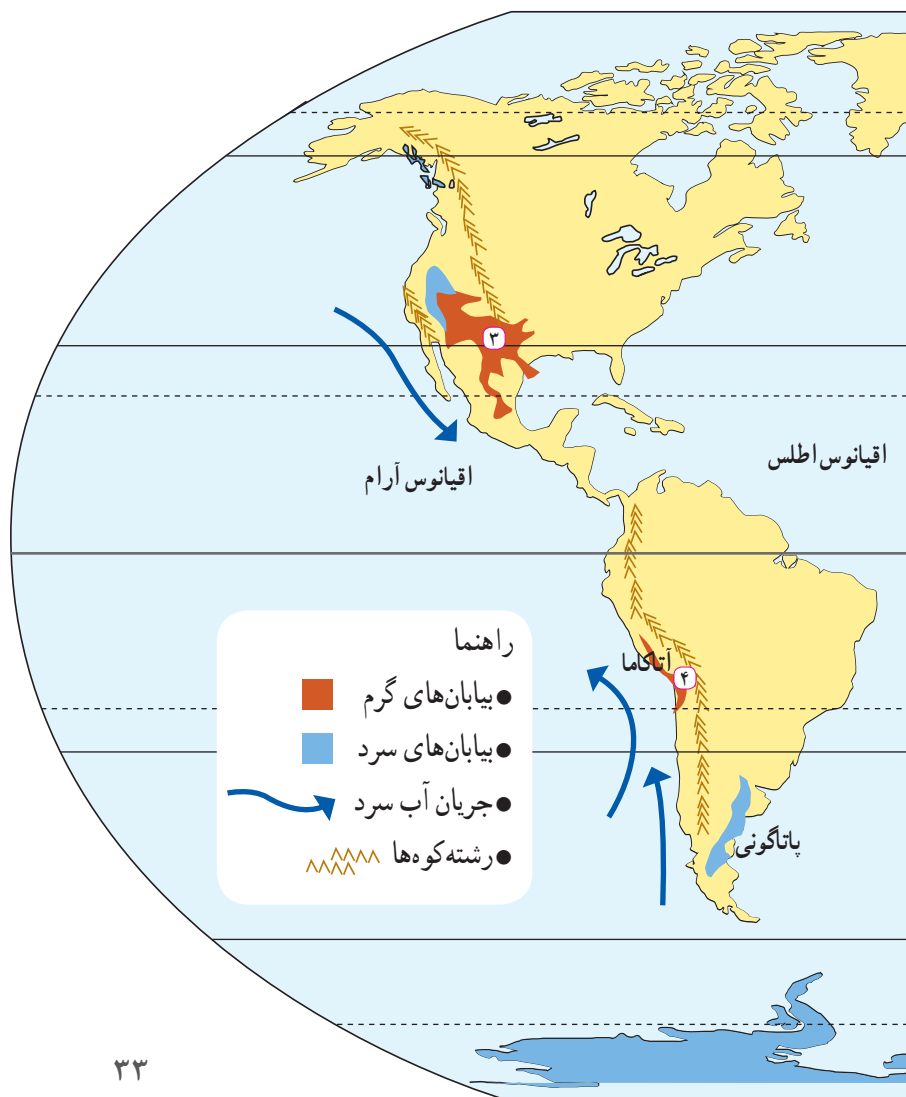 ۳
اقیانوس اطلس
اقیانوس آرام
آتاکاما
۴
راهنما
● بیابان‌های گرم
● بیابان‌های سرد
● جریان آب سرد
● رشته‌کوه‌ها
پاتاگونی
۳۳